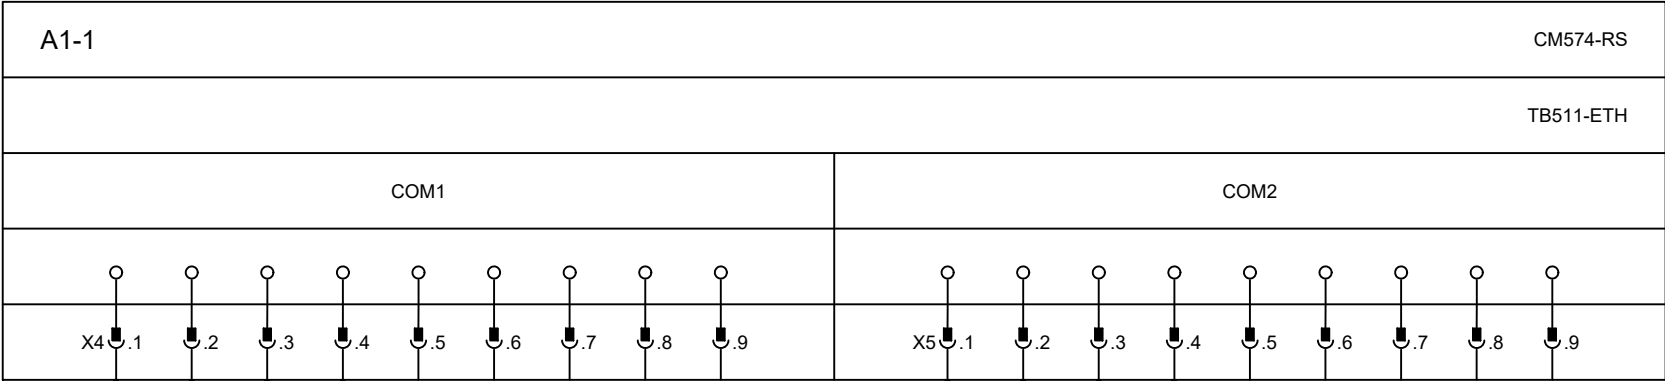 A1-1 CM574-RS
TB511-ETH
COM1 COM2
X4 .1 .2 .3 .4 .5 .6 .7 .8 .9 X5 .1 .2 .3 .4 .5 .6 .7 .8 .9